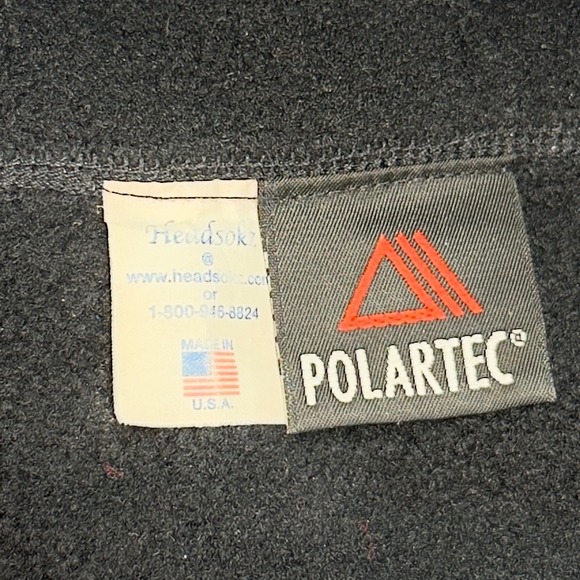 Headsokz
@
www.headsokz.com
or
1-800-946-8824
MADE IN
U.S.A.
POLARTEC®